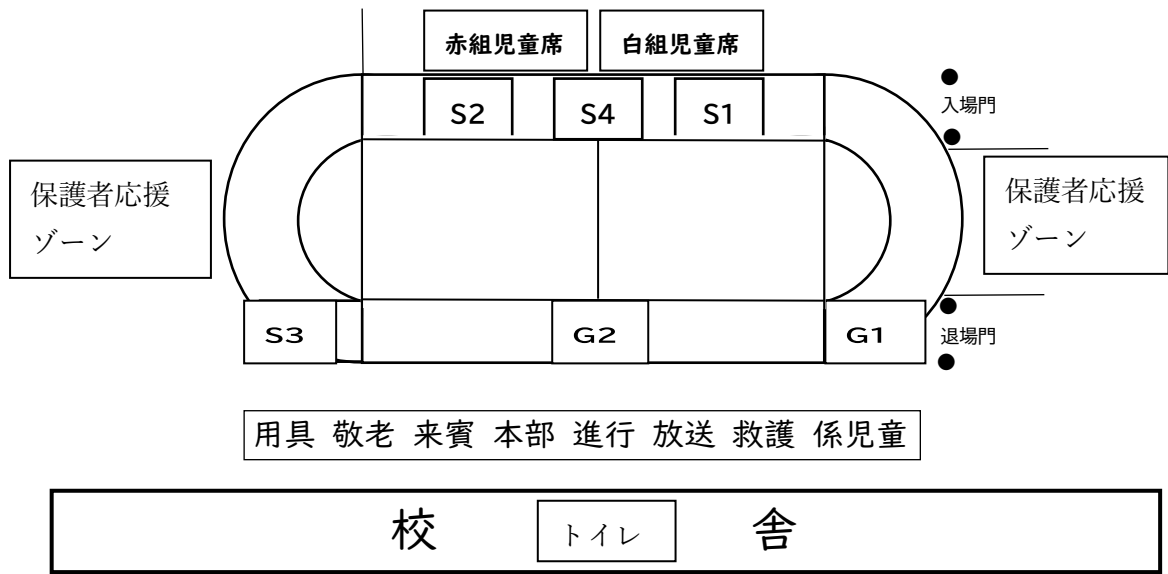 赤組児童席 白組児童席
S2 S4 S1
入場門
保護者応援
ゾーン
保護者応援
ゾーン
S3 G2 G1
退場門
用具 敬老 来賓 本部 進行 放送 救護 係児童
校 トイレ 舎